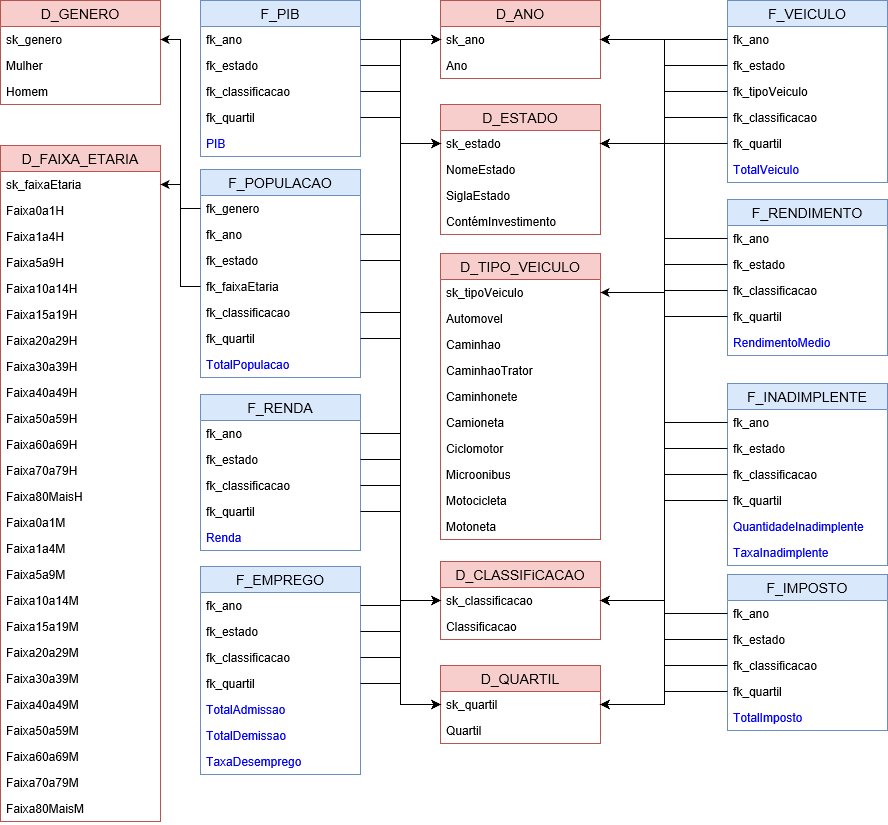 D_GENERO
sk_genero
Mulher
Homem
D_FAIXA_ETARIA
sk_faixaEtaria
Faixa0a1H
Faixa1a4H
Faixa5a9H
Faixa10a14H
Faixa15a19H
Faixa20a29H
Faixa30a39H
Faixa40a49H
Faixa50a59H
Faixa60a69H
Faixa70a79H
Faixa80MaisH
Faixa0a1M
Faixa1a4M
Faixa5a9M
Faixa10a14M
Faixa15a19M
Faixa20a29M
Faixa30a39M
Faixa40a49M
Faixa50a59M
Faixa60a69M
Faixa70a79M
Faixa80MaisM
F_PIB
fk_ano
fk_estado
fk_classificacao
fk_quartil
PIB
F_POPULACAO
fk_genero
fk_ano
fk_estado
fk_faixaEtaria
fk_classificacao
fk_quartil
TotalPopulacao
F_RENDA
fk_ano
fk_estado
fk_classificacao
fk_quartil
Renda
F_EMPREGO
fk_ano
fk_estado
fk_classificacao
fk_quartil
TotalAdmissao
TotalDemissao
TaxaDesemprego
D_ANO
sk_ano
Ano
D_ESTADO
sk_estado
NomeEstado
SiglaEstado
ContémInvestimento
D_TIPO_VEICULO
sk_tipoVeiculo
Automovel
Caminhao
CaminhaoTrator
Caminhonete
Camioneta
Ciclomotor
Microonibus
Motocicleta
Motoneta
D_CLASSIFiCACAO
sk_classificacao
Classificacao
D_QUARTIL
sk_quartil
Quartil
F_VEICULO
fk_ano
fk_estado
fk_tipoVeiculo
fk_classificacao
fk_quartil
TotalVeiculo
F_RENDIMENTO
fk_ano
fk_estado
fk_classificacao
fk_quartil
RendimentoMedio
F_INADIMPLENTE
fk_ano
fk_estado
fk_classificacao
fk_quartil
QuantidadeInadimplente
TaxaInadimplente
F_IMPOSTO
fk_ano
fk_estado
fk_classificacao
fk_quartil
TotalImposto